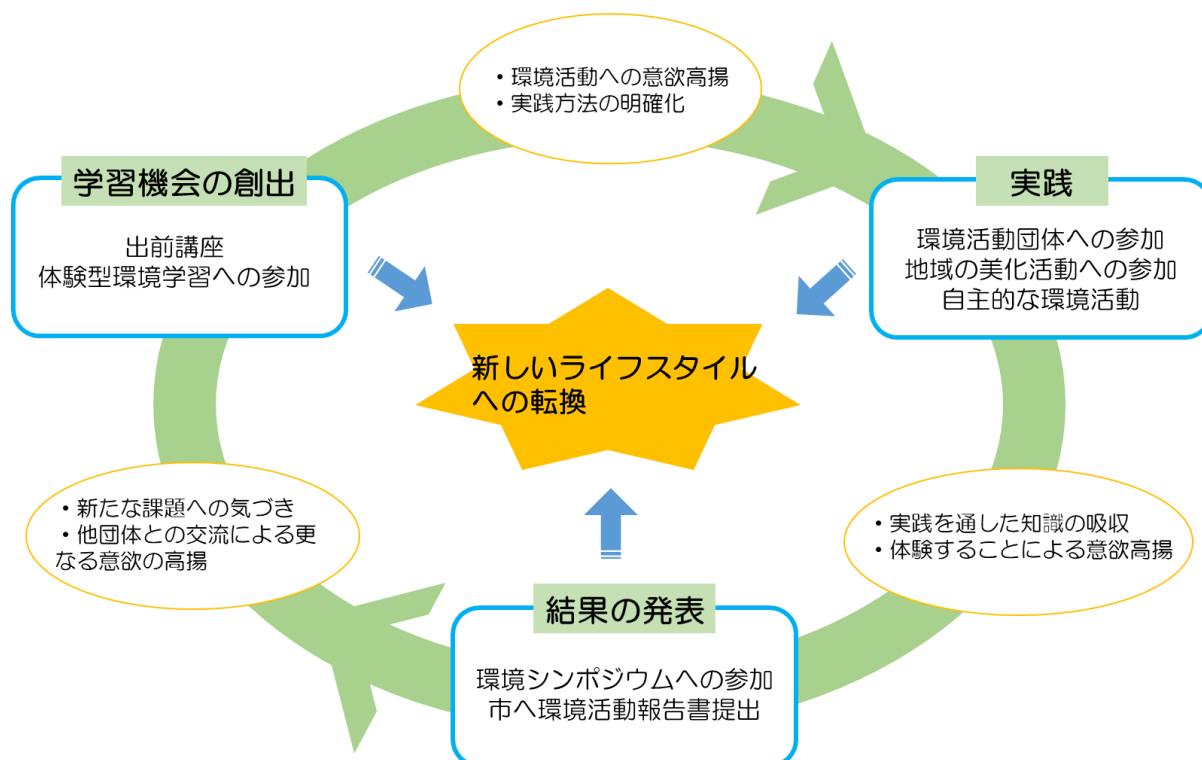 ・環境活動への意欲高揚
・実践方法の明確化
学習機会の創出
出前講座
体験型環境学習への参加
実践
環境活動団体への参加
地域の美化活動への参加
自主的な環境活動
新しいライフスタイル
への転換
・新たな課題への気づき
・他団体との交流による更
なる意欲の高揚
・実践を通した知識の吸収
・体験することによる意欲高揚
結果の発表
環境シンポジウムへの参加
市へ環境活動報告書提出